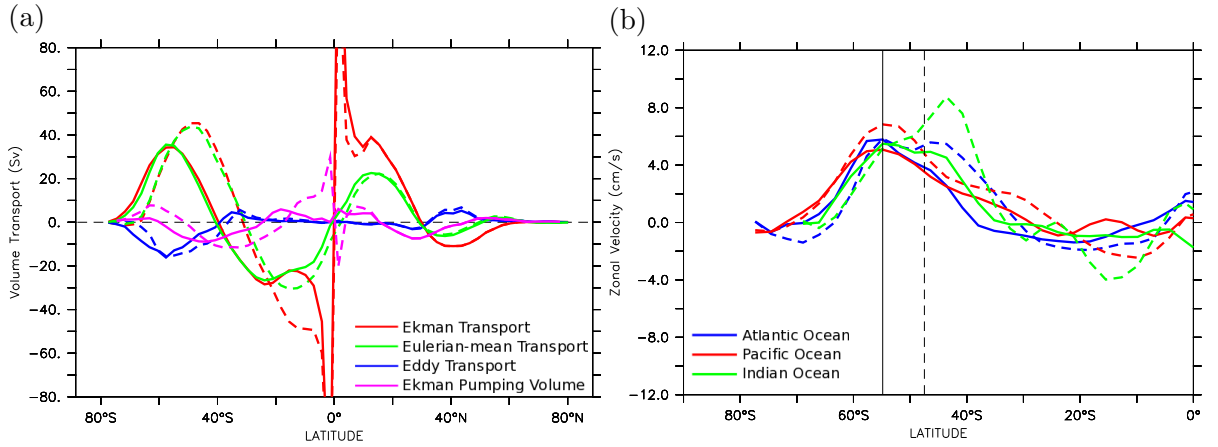 (a)
80.
60.
40.
20.
0.
−20.
−40.
−60.
−80.
Volume Transport (Sv)
Ekman Transport
Eulerian-mean Transport
Eddy Transport
Ekman Pumping Volume
80°S 40°S 0° 40°N 80°N
LATITUDE
(b)
12.0
8.0
4.0
0.0
−4.0
−8.0
−12.0
Zonal Velocity (cm/s)
Atlantic Ocean
Pacific Ocean
Indian Ocean
80°S 60°S 40°S 20°S 0°
LATITUDE